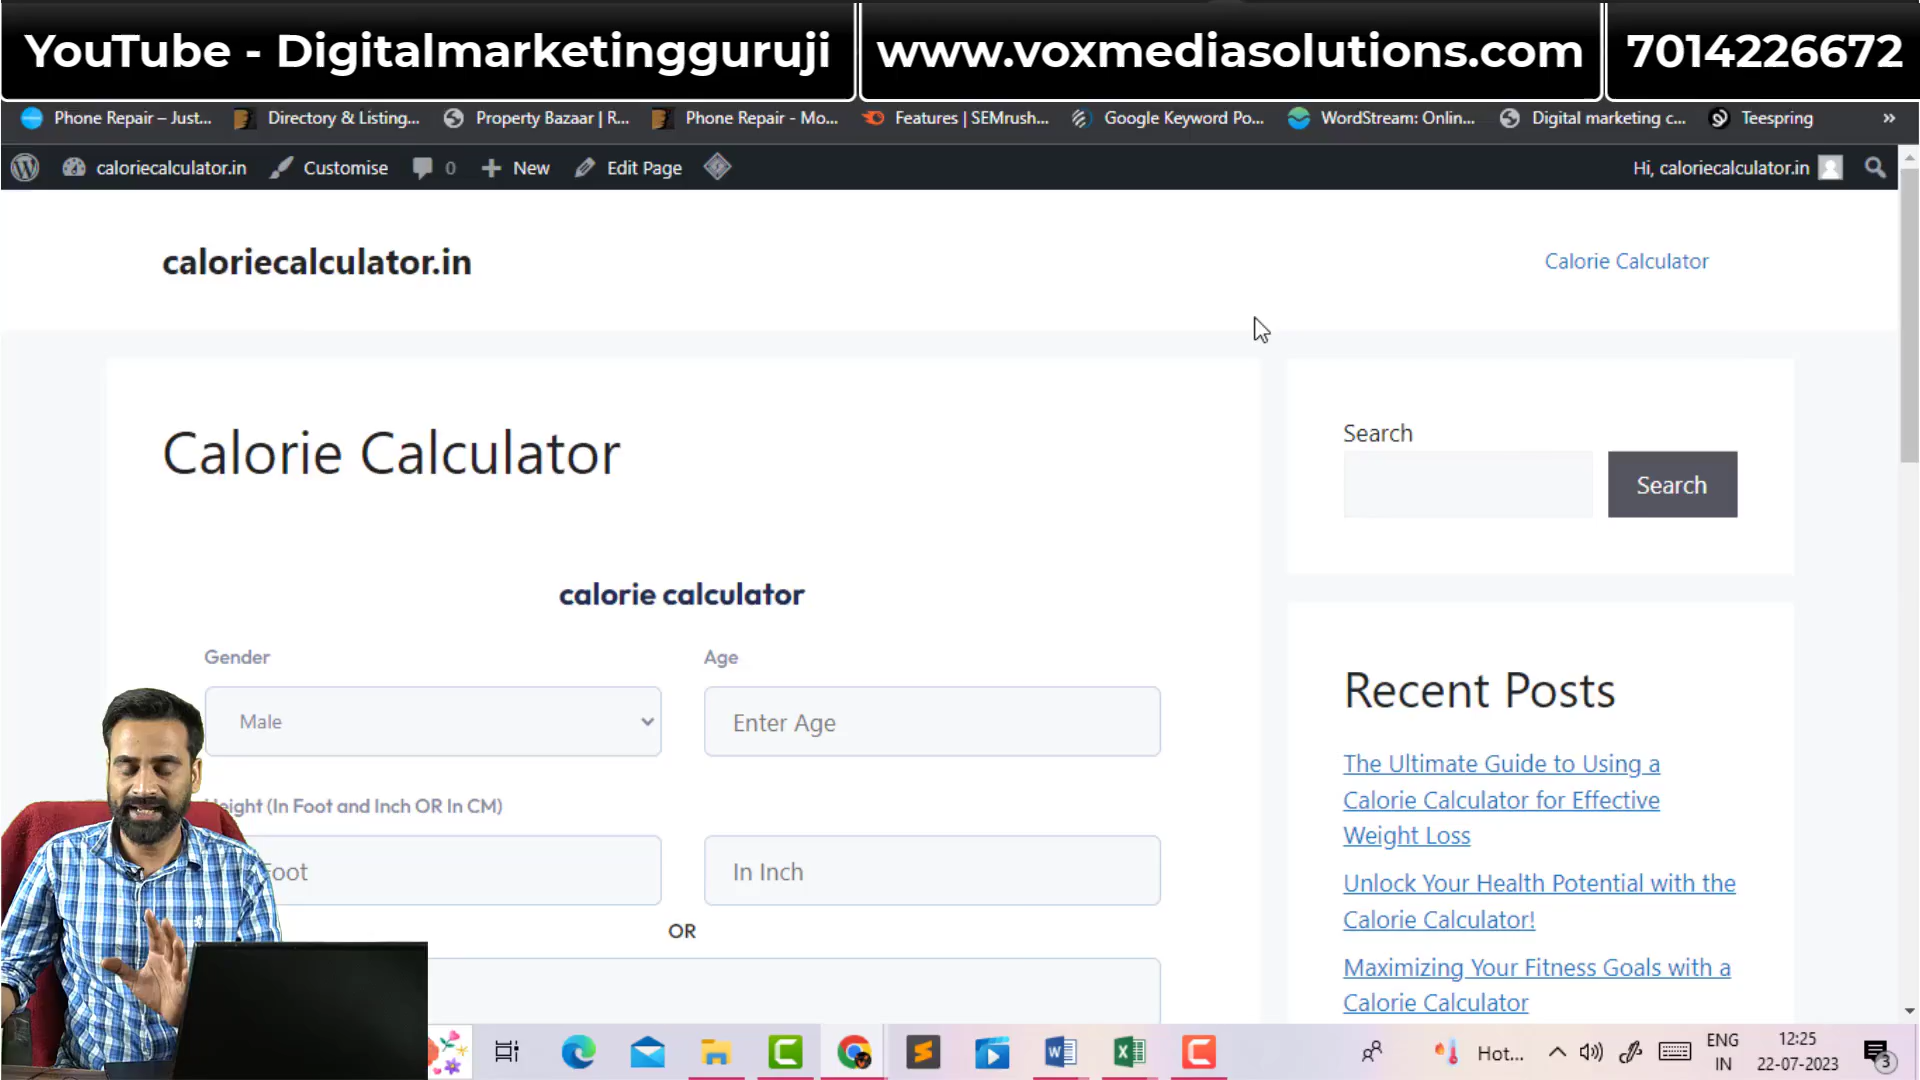 YouTube - Digitalmarketingguruji
www.voxmediasolutions.com
7014226672
Phone Repair – Just...
Directory & Listing...
Property Bazaar | R...
Phone Repair - Mo...
Features | SEMrush...
Google Keyword Po...
WordStream: Onlin...
Digital marketing c...
Teespring
»
caloriecalculator.in
Customise
0
New
Edit Page
Hi, caloriecalculator.in
caloriecalculator.in
Calorie Calculator
Calorie Calculator
Search
Search
calorie calculator
Gender
Age
Male
Enter Age
(In Foot and Inch OR In CM)
In Inch
OR
Recent Posts
The Ultimate Guide to Using a
Calorie Calculator for Effective
Weight Loss
Unlock Your Health Potential with the
Calorie Calculator!
Maximizing Your Fitness Goals with a
Calorie Calculator
Hot...
ENG
IN
12:25
22-07-2023
3